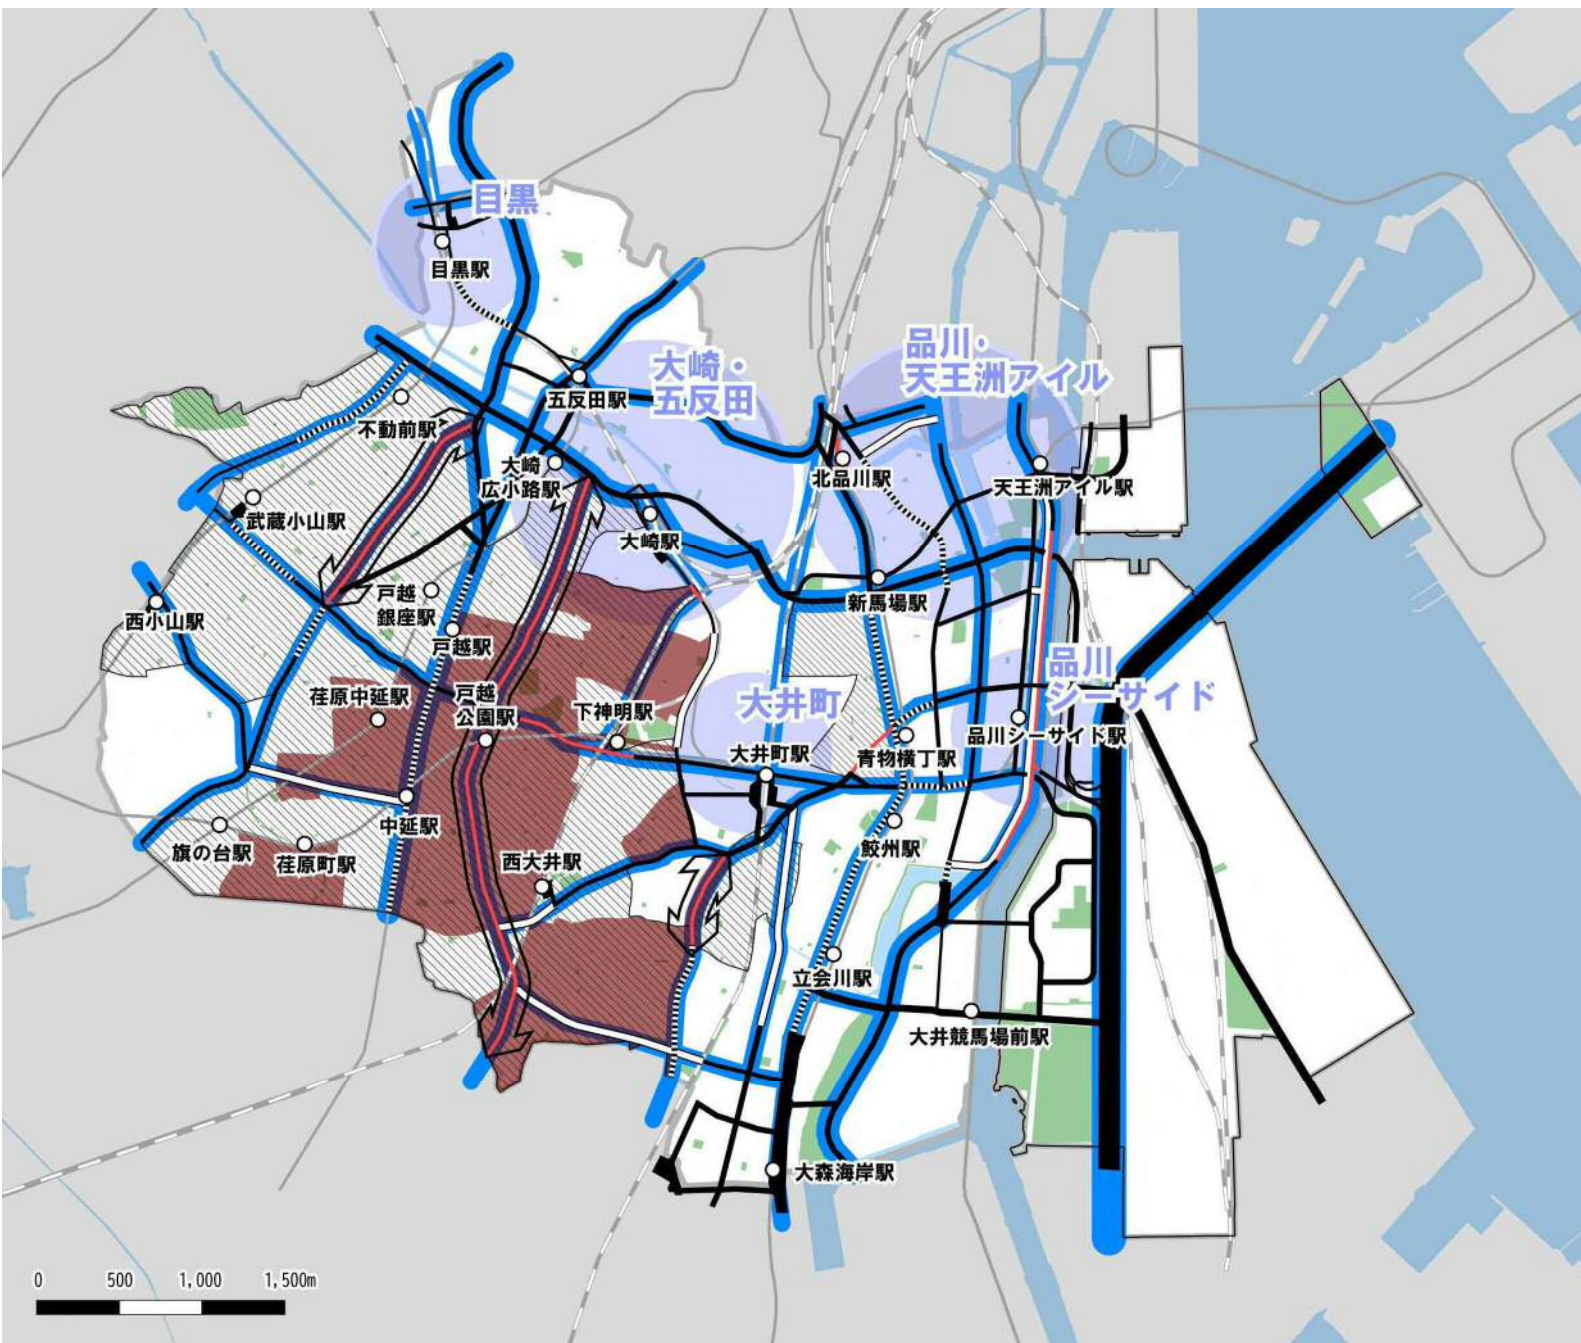 目黒
目黒駅
大崎・
五反田
品川・
天王洲アイル
五反田駅
不動前駅
大崎
広小路駅
北品川駅
天王洲アイル駅
武蔵小山駅
大崎駅
戸越
銀座駅
新馬場駅
西小山駅
戸越駅
品川
シーサイド
荏原中延駅
戸越
公園駅
下神明駅
大井町
品川シーサイド駅
大井町駅
青物横丁駅
中延駅
旗の台駅
荏原町駅
西大井駅
鮫州駅
立会川駅
大井競馬場前駅
大森海岸駅
0 500 1,000 1,500m